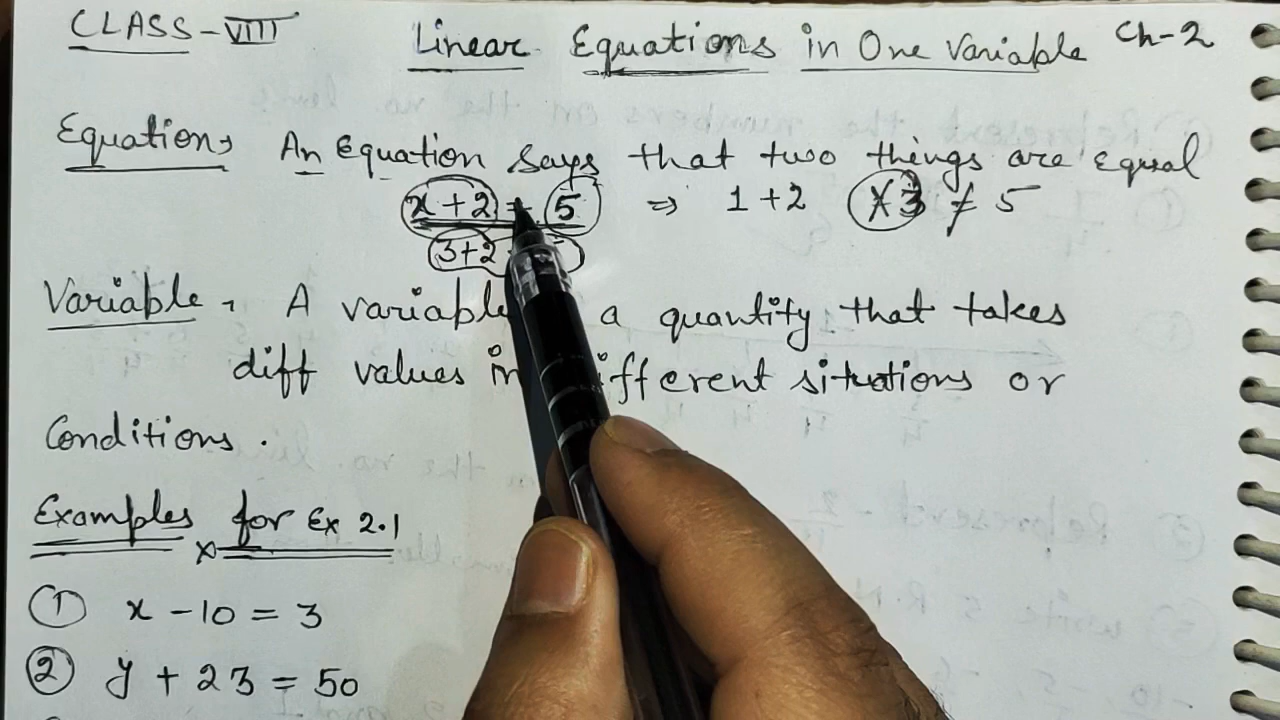 CLASS-VIII Linear Equations in One Variable Ch-2
Equation, An Equation Says that two things are equal
x+2 = 5 ⇒ 1+2 3 ≠ 5
3+2
Variable, A variable a quantity that takes
diff values in different situations or
Conditions.
Examples for Ex 2.1
① x - 10 = 3
② y + 23 = 50